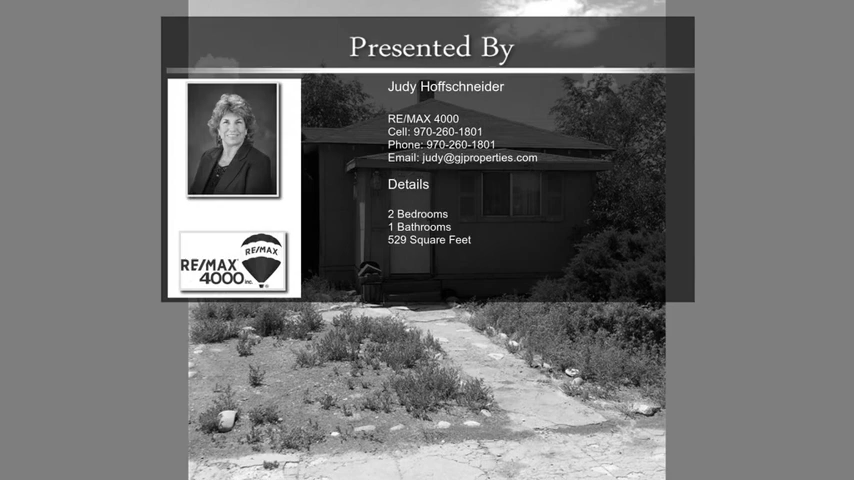 Presented By
Judy Hoffschneider
RE/MAX 4000
Cell: 970-260-1801
Phone: 970-260-1801
Email: judy@gjproperties.com
Details
2 Bedrooms
1 Bathrooms
529 Square Feet
RE/MAX
RE/MAX
4000 INC.